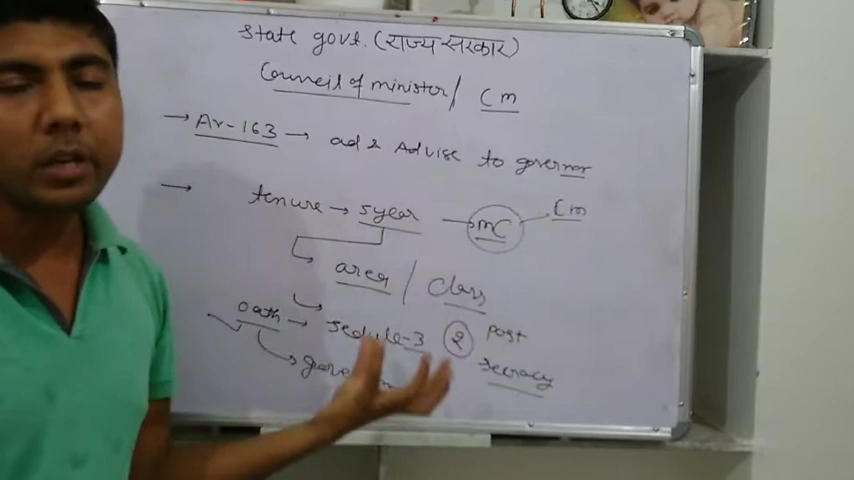 State govt. (राज्य सरकार)
Council of minister / Cm
→ Ar-163 → ad & Advise to governor
→ tenure → 5year → mC Cm
area / Class
oath → sedule-3 2 Post
secracy